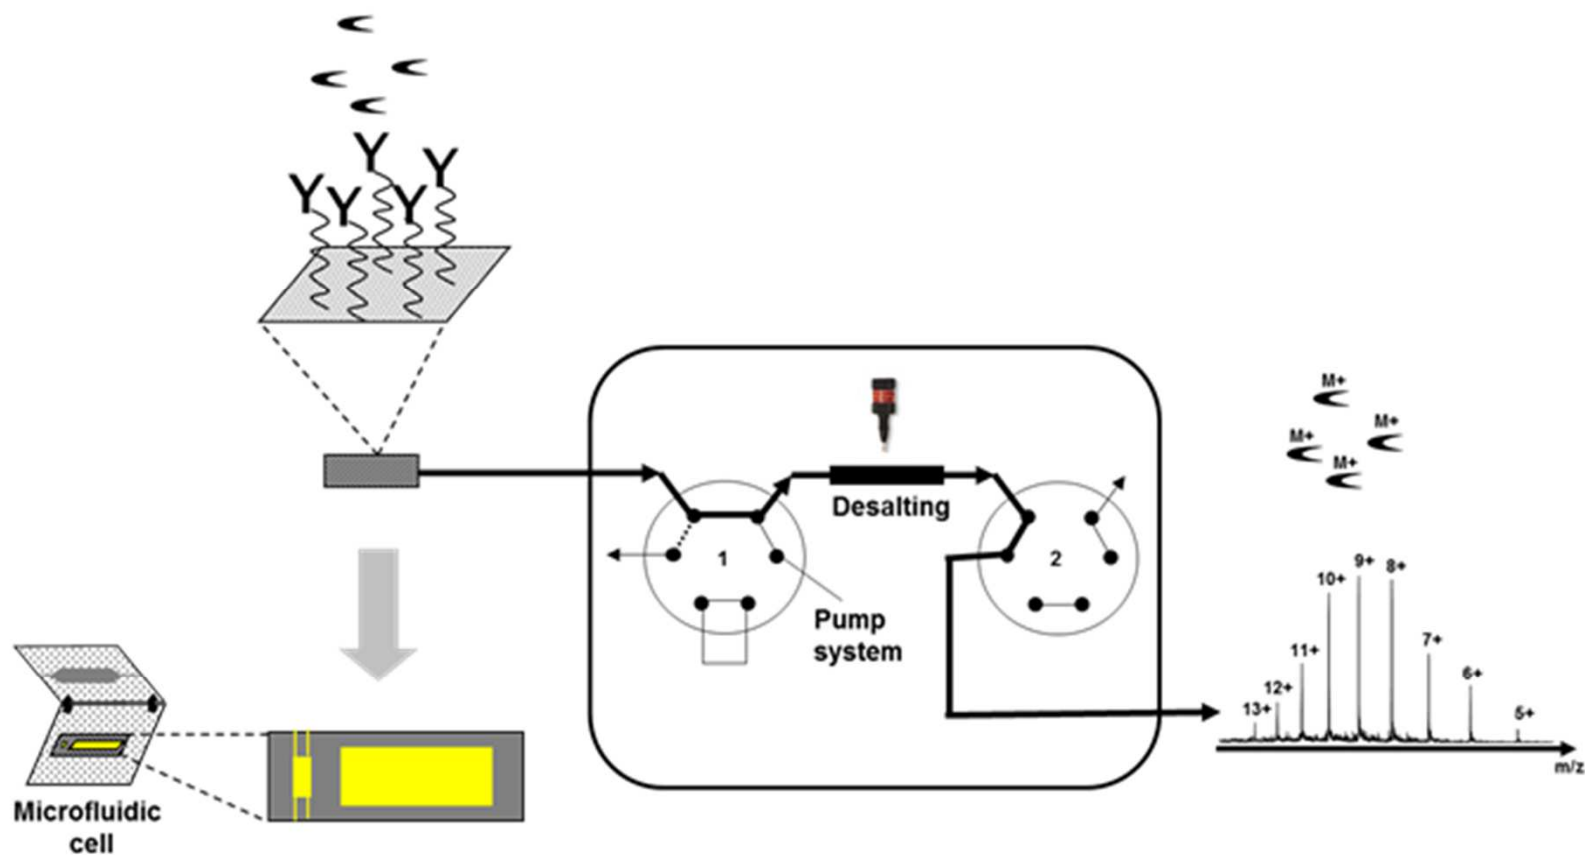 M+
M+
M+
M+
Desalting
1
2
Pump
system
9+
8+
10+
7+
11+
6+
12+
13+
5+
m/z
Microfluidic
cell